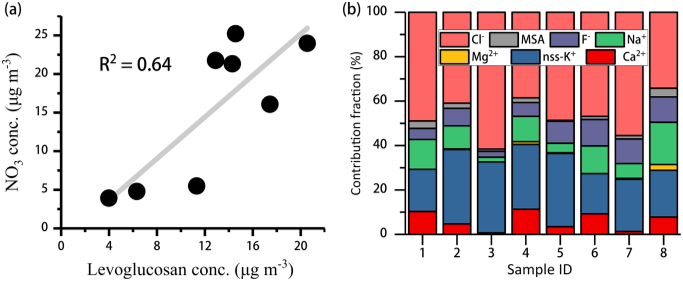 (a)
25
20
15
10
5
0
NO₃ conc. (µg m⁻³)
R² = 0.64
0 4 8 12 16 20
Levoglucosan conc. (µg m⁻³)
(b)
100
80
60
40
20
0
Contribution fraction (%)
Cl⁻ MSA F⁻ Na⁺
Mg²⁺ nss-K⁺ Ca²⁺
1 2 3 4 5 6 7 8
Sample ID